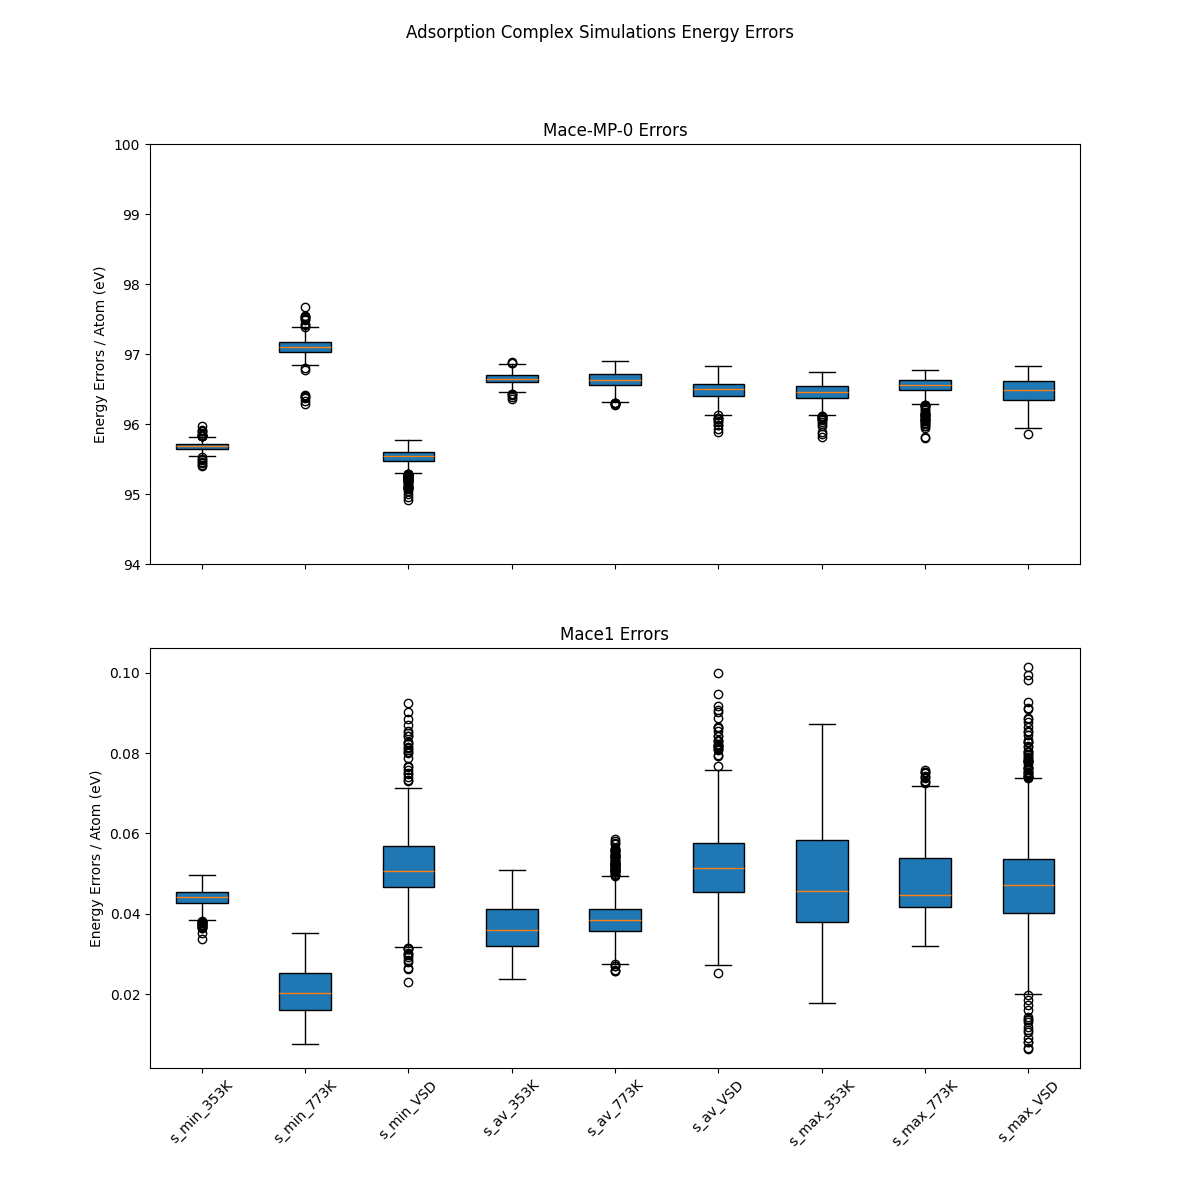 Adsorption Complex Simulations Energy Errors
Mace-MP-0 Errors
100
99
98
97
96
95
94
Energy Errors / Atom (eV)
Mace1 Errors
0.10
0.08
0.06
0.04
0.02
Energy Errors / Atom (eV)
s_min_353K
s_min_773K
s_min_VSD
s_av_353K
s_av_773K
s_av_VSD
s_max_353K
s_max_773K
s_max_VSD